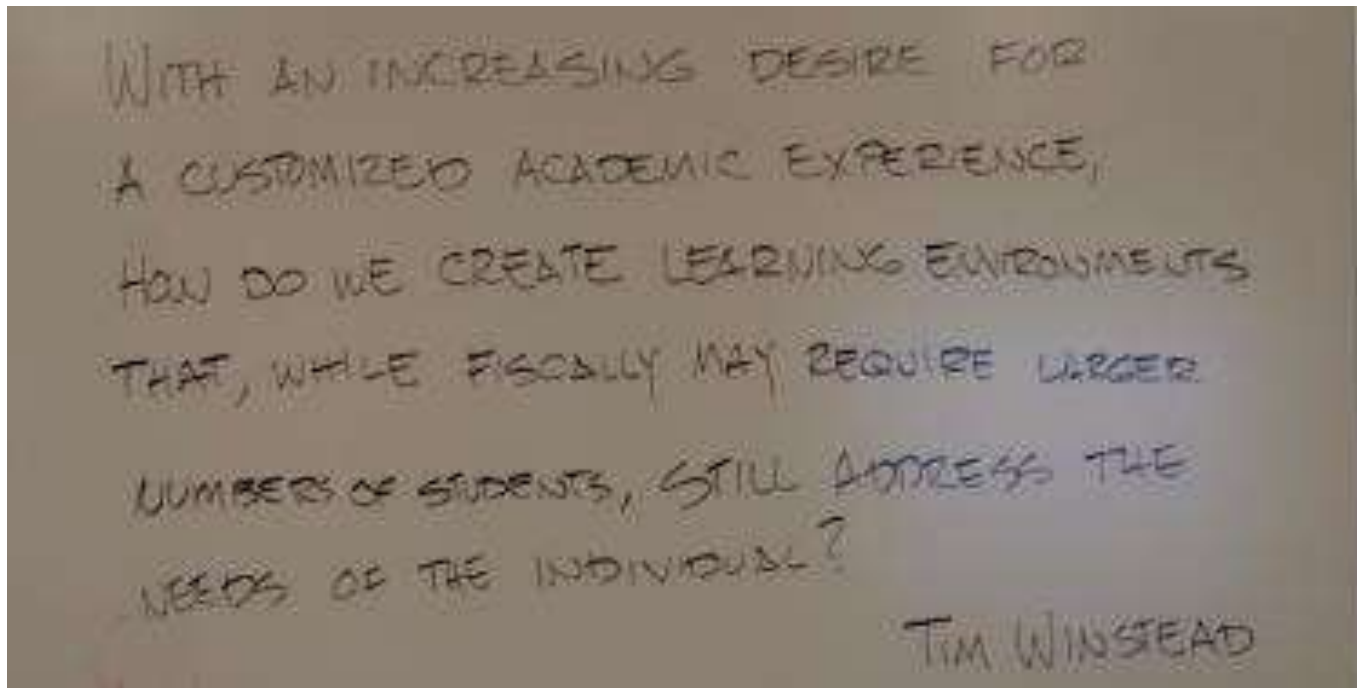 WITH AN INCREASING DESIRE FOR
A CUSTOMIZED ACADEMIC EXPERIENCE,
HOW DO WE CREATE LEARNING ENVIRONMENTS
THAT, WHILE FISCALLY MAY REQUIRE LARGER
NUMBERS OF STUDENTS, STILL ADDRESS THE
NEEDS OF THE INDIVIDUAL?
TIM WINSTEAD